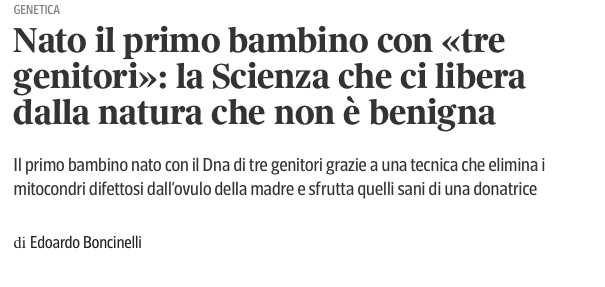 GENETICA
Nato il primo bambino con «tre
genitori»: la Scienza che ci libera
dalla natura che non è benigna
Il primo bambino nato con il Dna di tre genitori grazie a una tecnica che elimina i
mitocondri difettosi dall’ovulo della madre e sfrutta quelli sani di una donatrice
di Edoardo Boncinelli